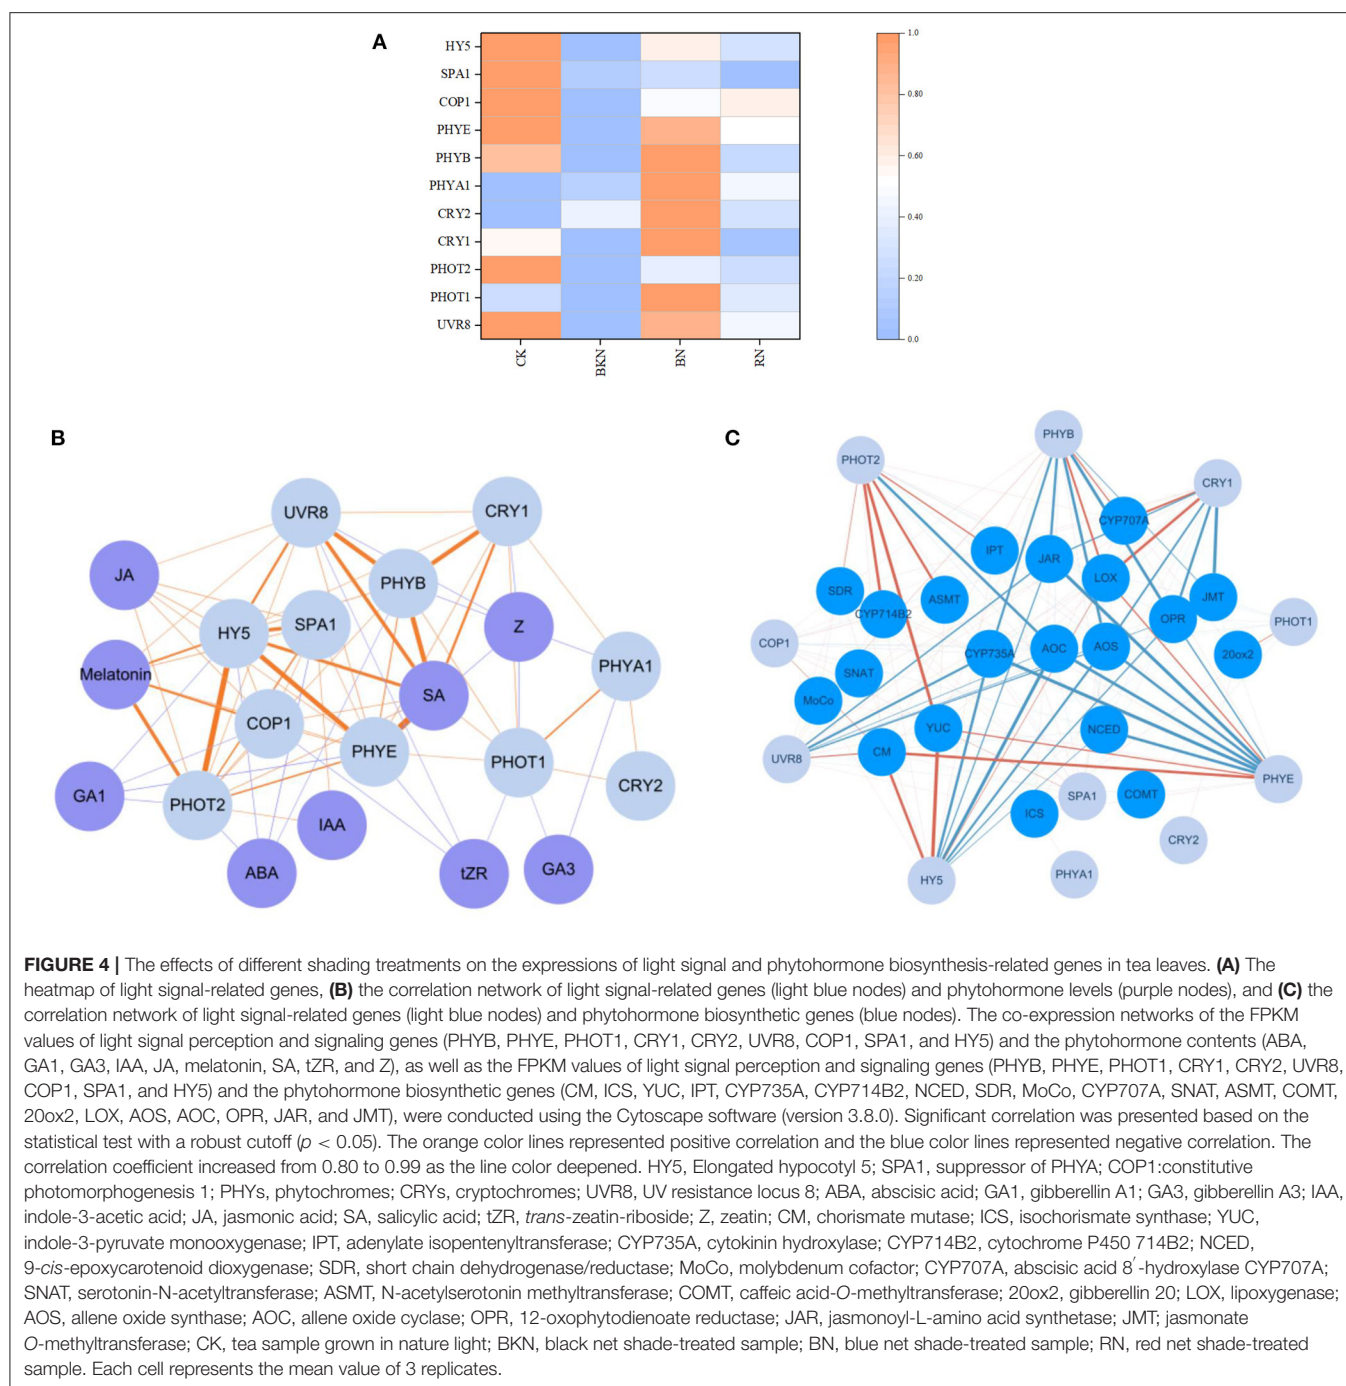 A
HY5
SPA1
COP1
PHYE
PHYB
PHYA1
CRY2
CRY1
PHOT2
PHOT1
UVR8
CK
BKN
BN
RN
1.0
0.80
0.60
0.40
0.20
0.0
B
UVR8
CRY1
JA
PHYB
HY5
SPA1
Z
Melatonin
SA
PHYA1
COP1
PHYE
PHOT1
GA1
PHOT2
CRY2
IAA
ABA
tZR
GA3
C
PHYB
PHOT2
CRY1
CYP707A
IPT
JAR
LOX
SDR
CYP714B2
ASMT
JMT
OPR
PHOT1
COP1
CYP735A
AOC
AOS
20ox2
SNAT
MoCo
YUC
NCED
UVR8
CM
PHYE
SPA1
COMT
ICS
CRY2
HY5
PHYA1
FIGURE 4 | The effects of different shading treatments on the expressions of light signal and phytohormone biosynthesis-related genes in tea leaves. (A) The
heatmap of light signal-related genes, (B) the correlation network of light signal-related genes (light blue nodes) and phytohormone levels (purple nodes), and (C) the
correlation network of light signal-related genes (light blue nodes) and phytohormone biosynthetic genes (blue nodes). The co-expression networks of the FPKM
values of light signal perception and signaling genes (PHYB, PHYE, PHOT1, CRY1, CRY2, UVR8, COP1, SPA1, and HY5) and the phytohormone contents (ABA,
GA1, GA3, IAA, JA, melatonin, SA, tZR, and Z), as well as the FPKM values of light signal perception and signaling genes (PHYB, PHYE, PHOT1, CRY1, CRY2, UVR8,
COP1, SPA1, and HY5) and the phytohormone biosynthetic genes (CM, ICS, YUC, IPT, CYP735A, CYP714B2, NCED, SDR, MoCo, CYP707A, SNAT, ASMT, COMT,
20ox2, LOX, AOS, AOC, OPR, JAR, and JMT), were conducted using the Cytoscape software (version 3.8.0). Significant correlation was presented based on the
statistical test with a robust cutoff (p < 0.05). The orange color lines represented positive correlation and the blue color lines represented negative correlation. The
correlation coefficient increased from 0.80 to 0.99 as the line color deepened. HY5, Elongated hypocotyl 5; SPA1, suppressor of PHYA; COP1:constitutive
photomorphogenesis 1; PHYs, phytochromes; CRYs, cryptochromes; UVR8, UV resistance locus 8; ABA, abscisic acid; GA1, gibberellin A1; GA3, gibberellin A3; IAA,
indole-3-acetic acid; JA, jasmonic acid; SA, salicylic acid; tZR, trans-zeatin-riboside; Z, zeatin; CM, chorismate mutase; ICS, isochorismate synthase; YUC,
indole-3-pyruvate monooxygenase; IPT, adenylate isopentenyltransferase; CYP735A, cytokinin hydroxylase; CYP714B2, cytochrome P450 714B2; NCED,
9-cis-epoxycarotenoid dioxygenase; SDR, short chain dehydrogenase/reductase; MoCo, molybdenum cofactor; CYP707A, abscisic acid 8′-hydroxylase CYP707A;
SNAT, serotonin-N-acetyltransferase; ASMT, N-acetylserotonin methyltransferase; COMT, caffeic acid-O-methyltransferase; 20ox2, gibberellin 20; LOX, lipoxygenase;
AOS, allene oxide synthase; AOC, allene oxide cyclase; OPR, 12-oxophytodienoate reductase; JAR, jasmonoyl-L-amino acid synthetase; JMT; jasmonate
O-methyltransferase; CK, tea sample grown in nature light; BKN, black net shade-treated sample; BN, blue net shade-treated sample; RN, red net shade-treated
sample. Each cell represents the mean value of 3 replicates.